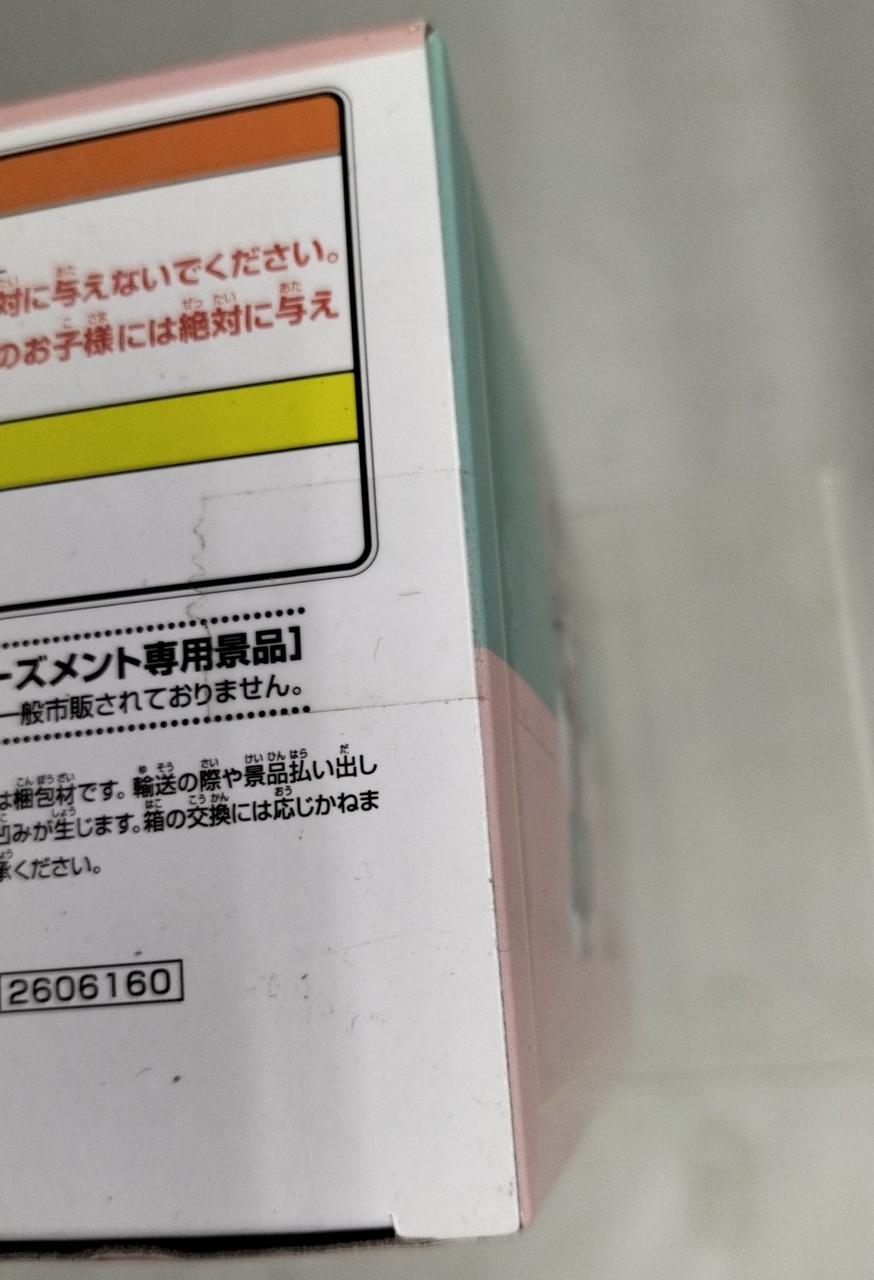 対に与えないでください。
のお子様には絶対に与え
ーズメント専用景品]
一般市販されておりません。
は梱包材です。輸送の際や景品払い出し
凹みが生じます。箱の交換には応じかねま
承ください。
2606160